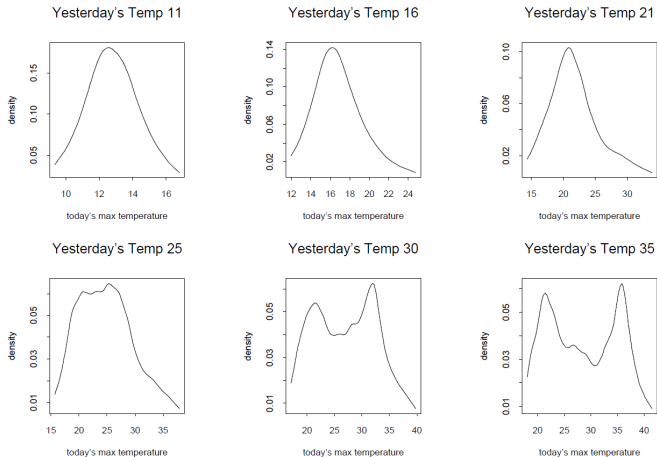 Yesterday's Temp 11
Yesterday's Temp 16
Yesterday's Temp 21
density
0.05 0.10 0.15
10 12 14 16
today's max temperature
density
0.02 0.06 0.10 0.14
12 14 16 18 20 22 24
today's max temperature
density
0.02 0.06 0.10
15 20 25 30
today's max temperature
Yesterday's Temp 25
Yesterday's Temp 30
Yesterday's Temp 35
density
0.01 0.03 0.05
15 20 25 30 35
today's max temperature
density
0.01 0.03 0.05
20 25 30 35 40
today's max temperature
density
0.01 0.03 0.05
20 25 30 35 40
today's max temperature